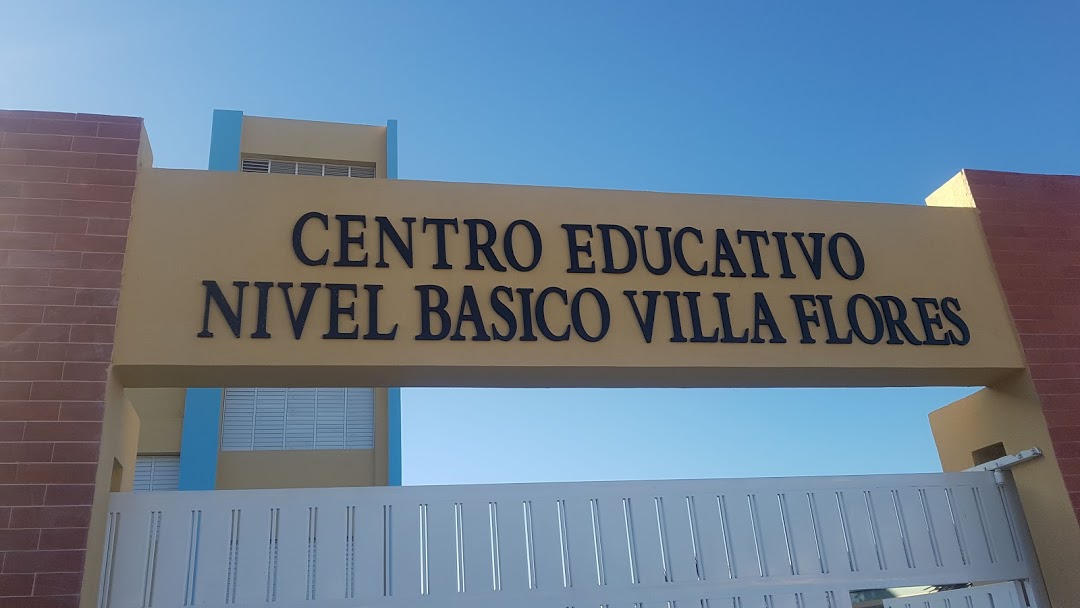 CENTRO EDUCATIVO
NIVEL BASICO VILLA FLORES